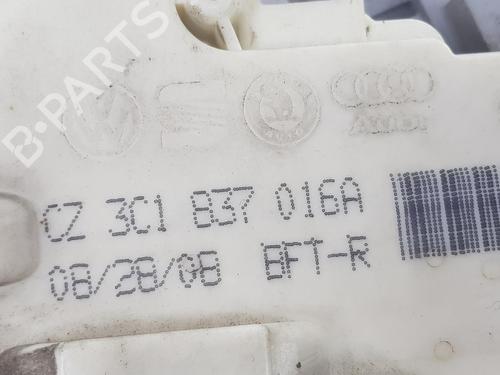 B-PARTS
AUDI
CZ 3C1 837 016A
08/28/08 BFT-R